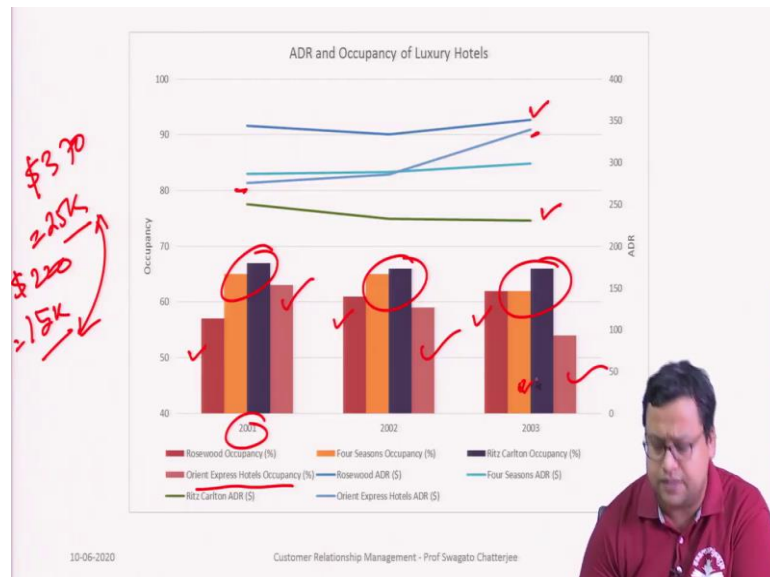 ADR and Occupancy of Luxury Hotels
100
90
80
70
60
50
40
Occupancy
400
350
300
250
200
150
100
50
0
ADR
2001
2002
2003
Rosewood Occupancy (%)
Four Seasons Occupancy (%)
Ritz Carlton Occupancy (%)
Orient Express Hotels Occupancy (%)
Rosewood ADR ($)
Four Seasons ADR ($)
Ritz Carlton ADR ($)
Orient Express Hotels ADR ($)
$370
=25K
$220
=15K
10-06-2020
Customer Relationship Management - Prof Swagato Chatterjee